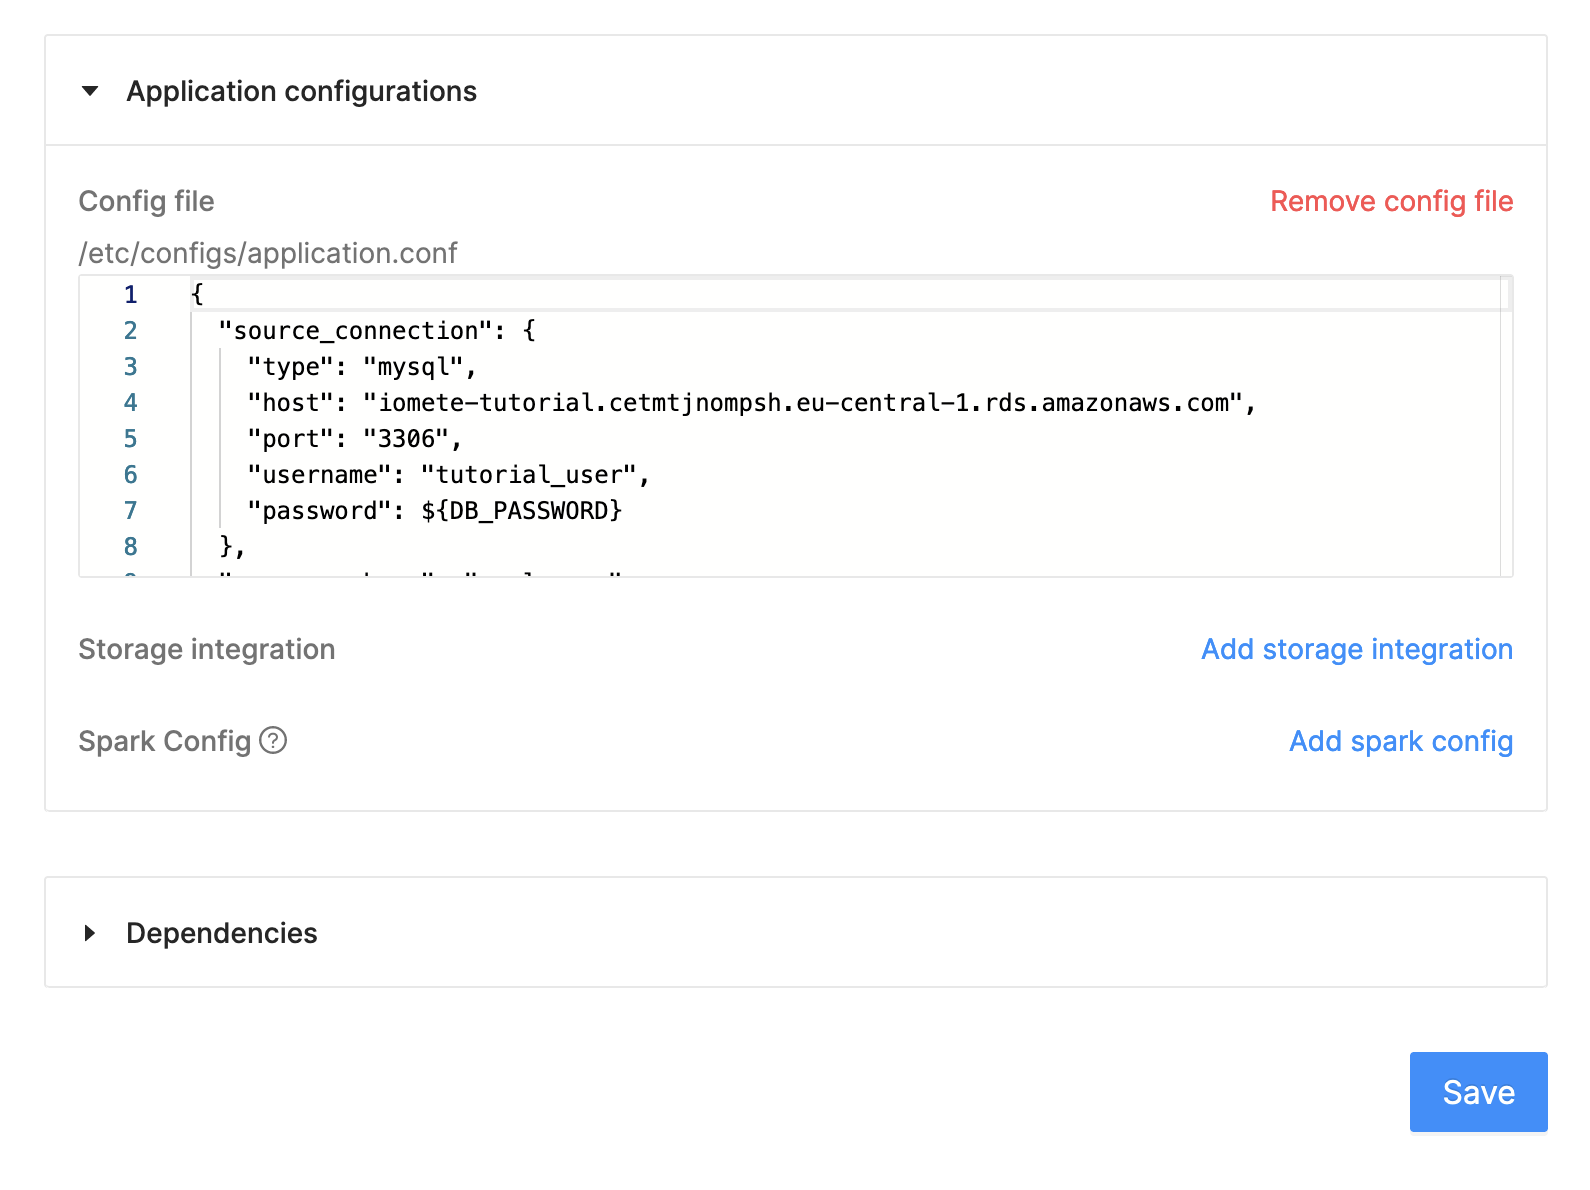 Application configurations
Config file
Remove config file
/etc/configs/application.conf
1 {
2 "source_connection": {
3 "type": "mysql",
4 "host": "iomete-tutorial.cetmtjnompsh.eu-central-1.rds.amazonaws.com",
5 "port": "3306",
6 "username": "tutorial_user",
7 "password": ${DB_PASSWORD}
8 },
Storage integration
Add storage integration
Spark Config ?
Add spark config
Dependencies
Save